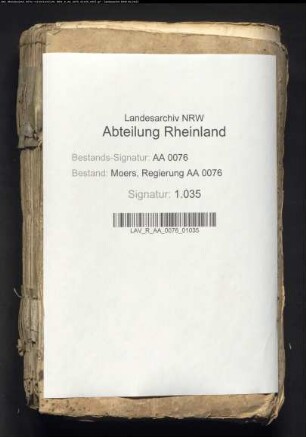 Landesarchiv NRW
Abteilung Rheinland
Bestands-Signatur: AA 0076
Bestand: Moers, Regierung AA 0076
Signatur: 1.035
LAV_R_AA_0076_01035